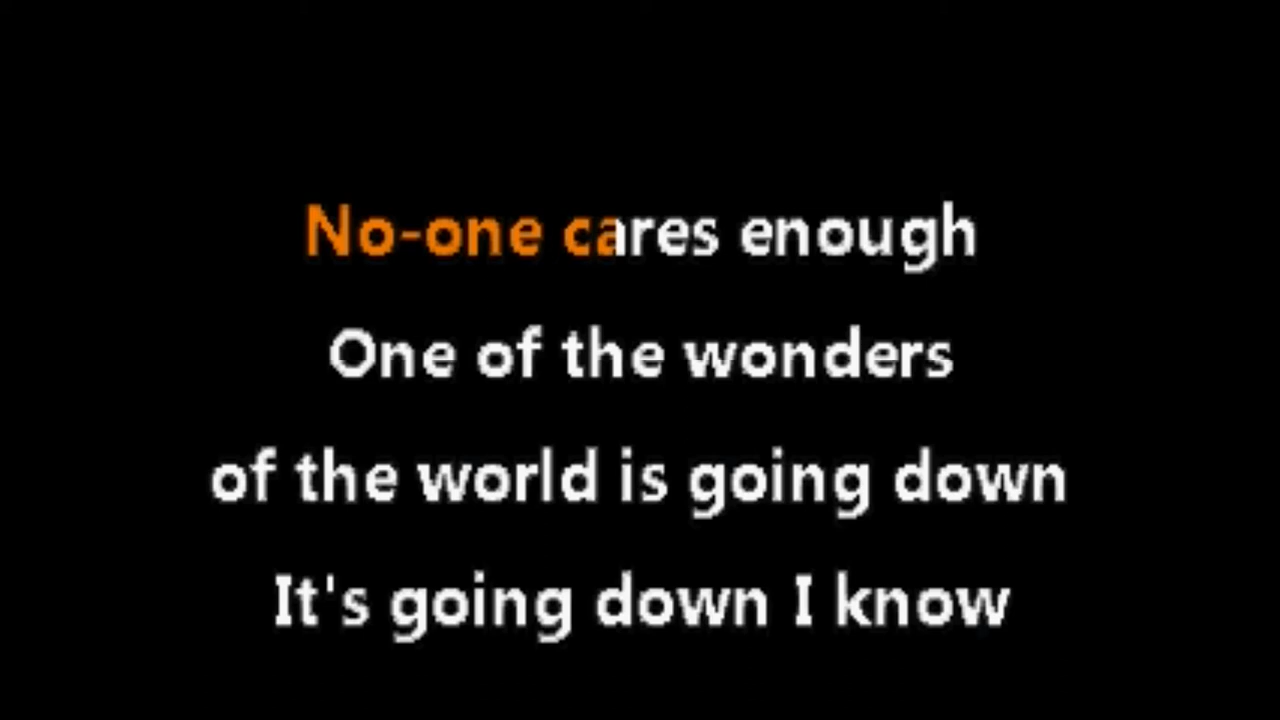 No-one cares enough
One of the wonders
of the world is going down
It's going down I know